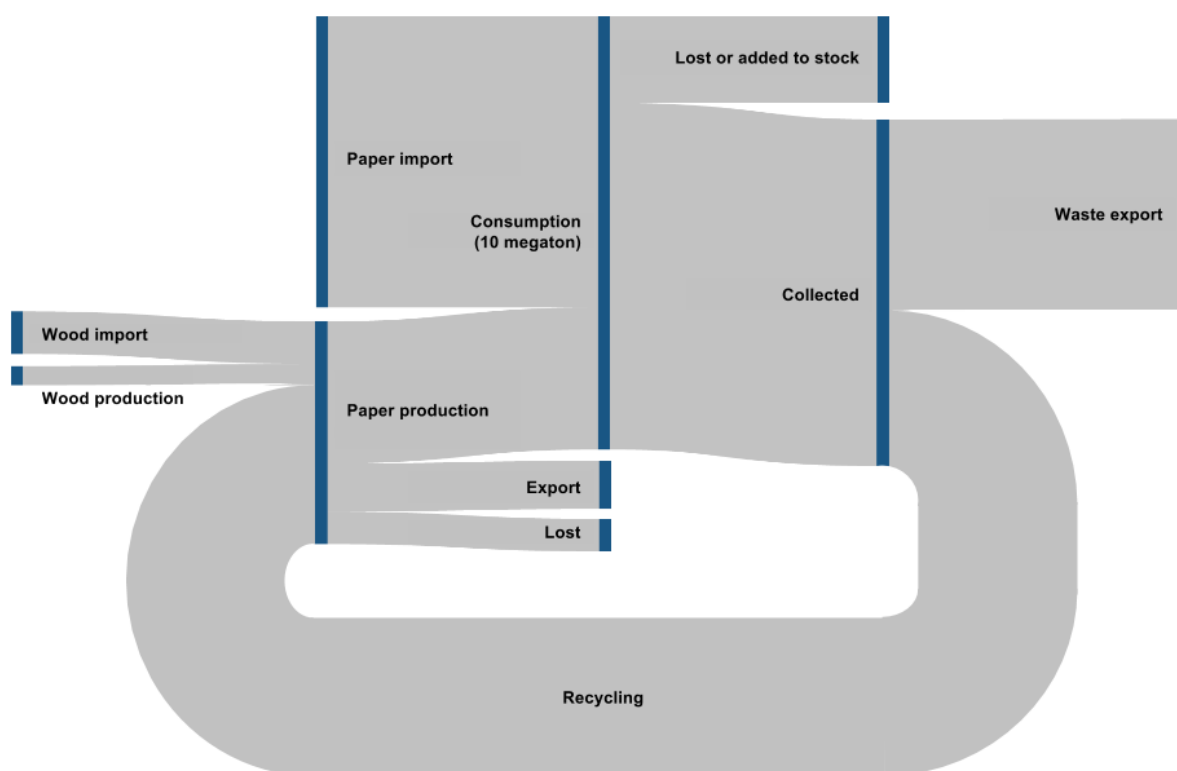 Lost or added to stock
Paper import
Waste export
Consumption
(10 megaton)
Collected
Wood import
Wood production
Paper production
Export
Lost
Recycling